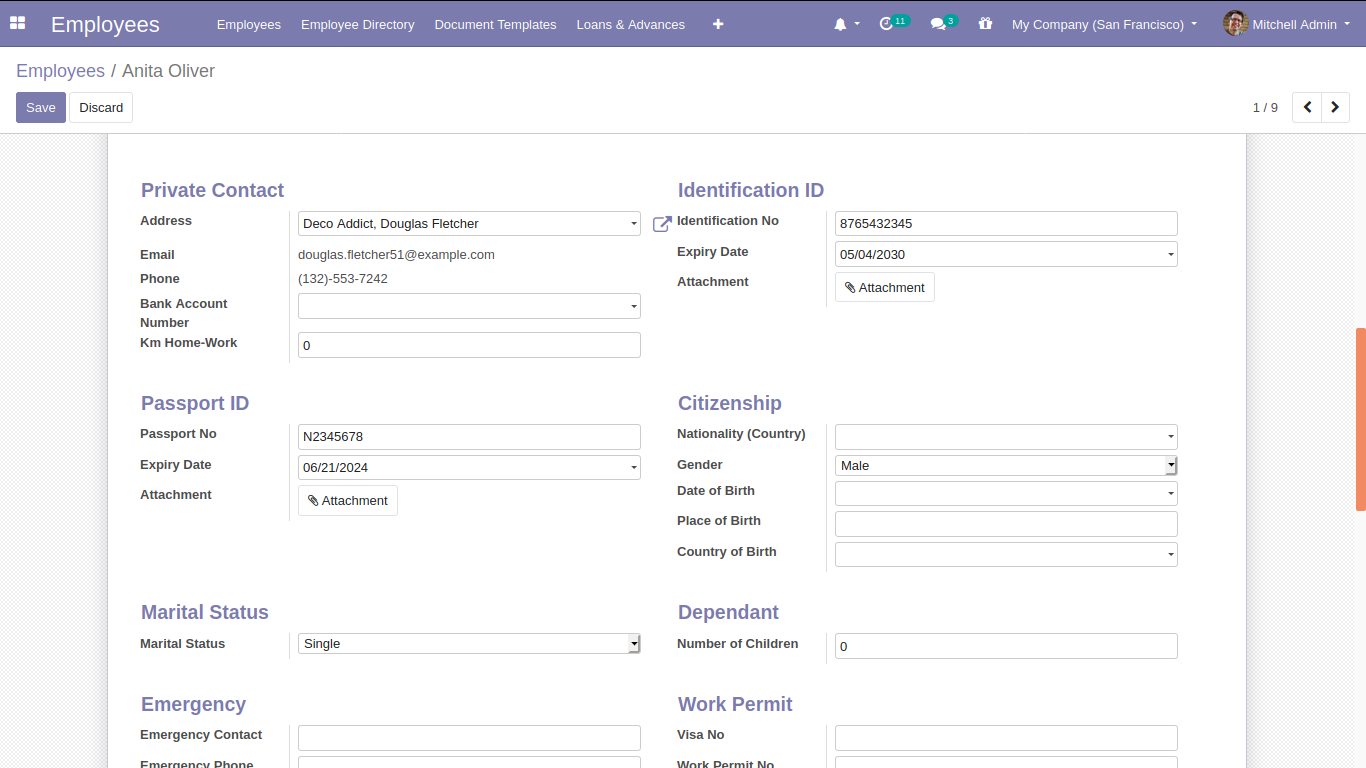 Employees Employees Employee Directory Document Templates Loans & Advances 11 3 My Company (San Francisco) Mitchell Admin
Employees / Anita Oliver
Save Discard 1 / 9
Private Contact
Address Deco Addict, Douglas Fletcher
Email douglas.fletcher51@example.com
Phone (132)-553-7242
Bank Account
Number
Km Home-Work 0
Identification ID
Identification No 8765432345
Expiry Date 05/04/2030
Attachment Attachment
Passport ID
Passport No N2345678
Expiry Date 06/21/2024
Attachment Attachment
Citizenship
Nationality (Country)
Gender Male
Date of Birth
Place of Birth
Country of Birth
Marital Status
Marital Status Single
Dependant
Number of Children 0
Emergency
Emergency Contact
Emergency Phone
Work Permit
Visa No
Work Permit No